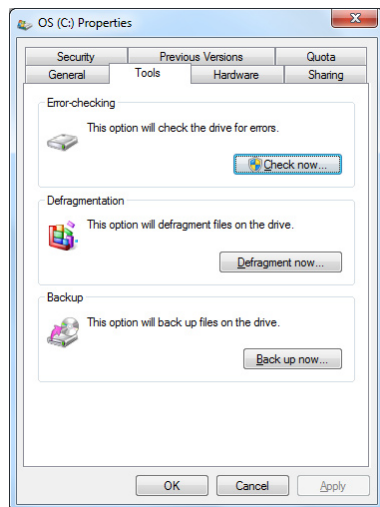 OS (C:) Properties
Security Previous Versions Quota
General Tools Hardware Sharing
Error-checking
This option will check the drive for errors.
Check now...
Defragmentation
This option will defragment files on the drive.
Defragment now...
Backup
This option will back up files on the drive.
Back up now...
OK Cancel Apply